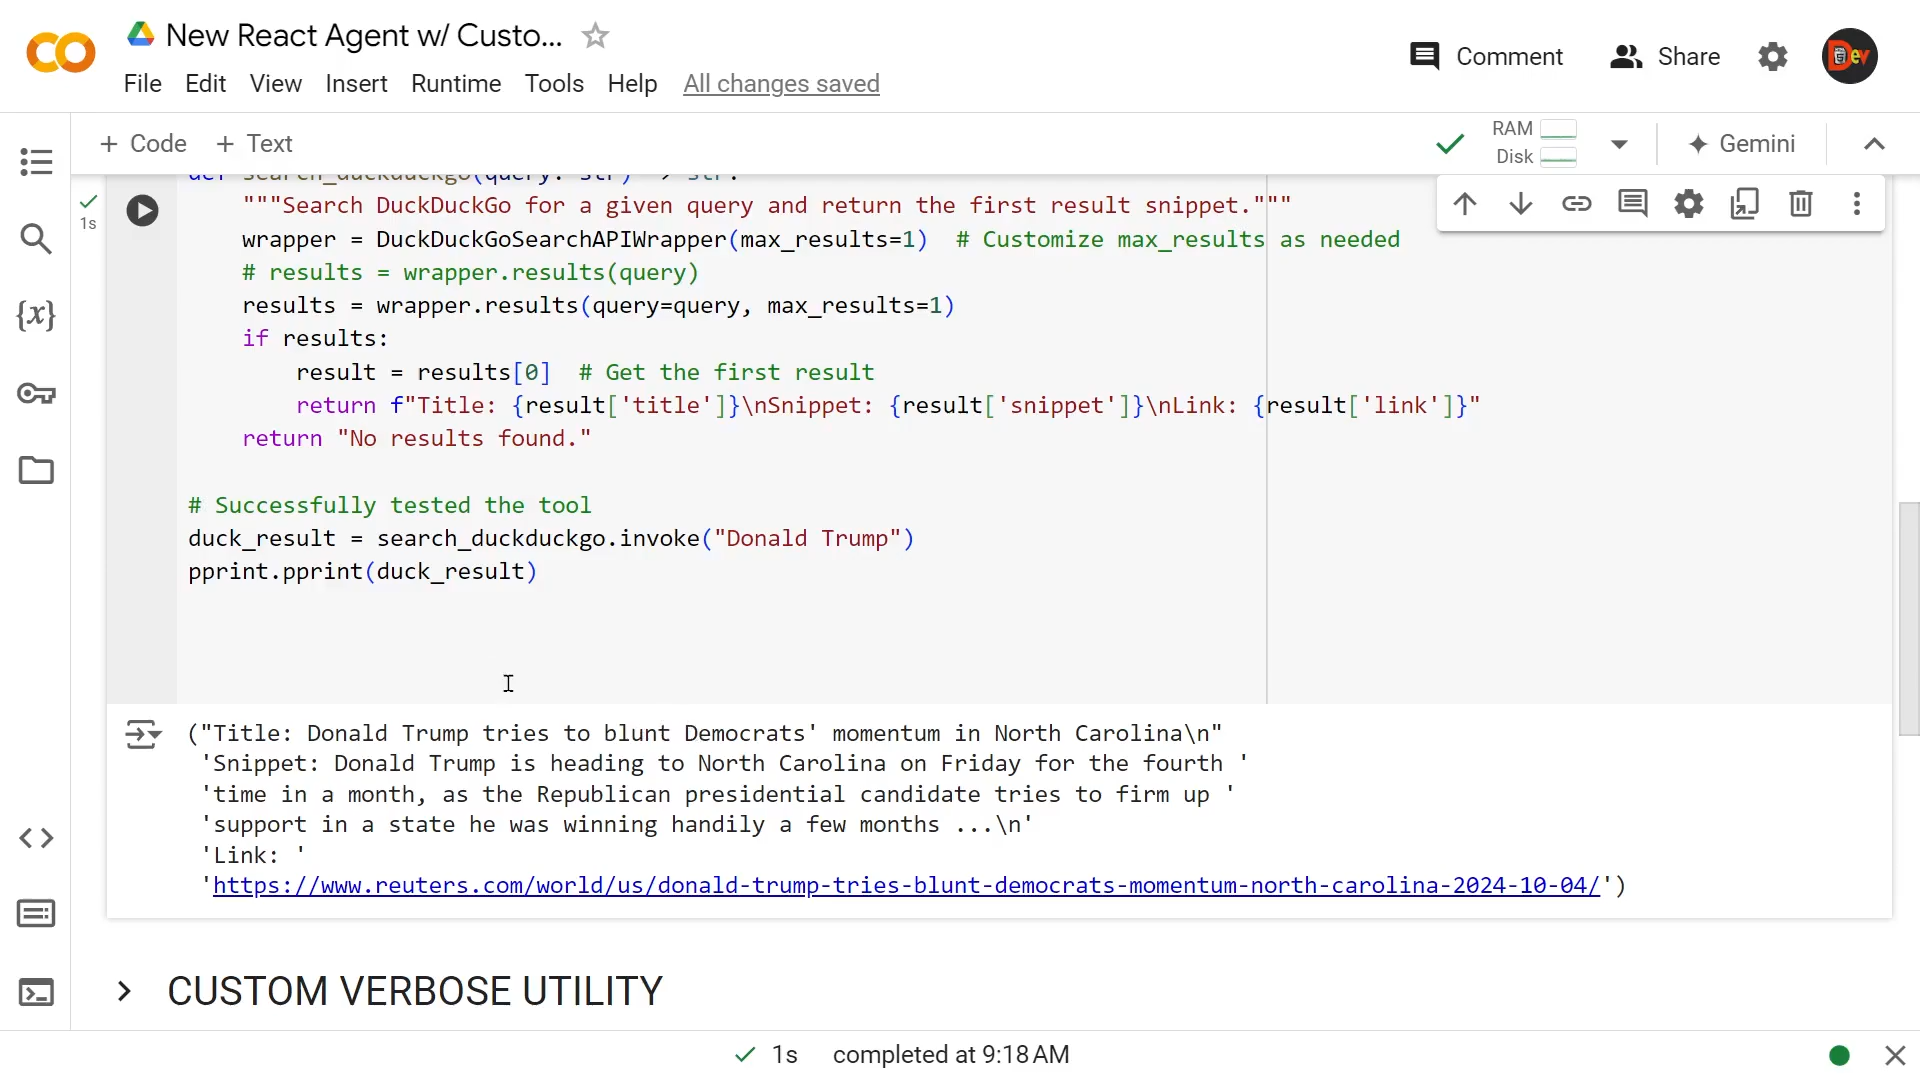 New React Agent w/ Custo...
File Edit View Insert Runtime Tools Help All changes saved
Comment
Share
Dev
+ Code + Text
RAM
Disk
Gemini
1s
def search_duckduckgo(query: str) -> str:
"""Search DuckDuckGo for a given query and return the first result snippet."""
wrapper = DuckDuckGoSearchAPIWrapper(max_results=1)  # Customize max_results as needed
# results = wrapper.results(query)
results = wrapper.results(query=query, max_results=1)
if results:
result = results[0]  # Get the first result
return f"Title: {result['title']}\nSnippet: {result['snippet']}\nLink: {result['link']}"
return "No results found."
# Successfully tested the tool
duck_result = search_duckduckgo.invoke("Donald Trump")
pprint.pprint(duck_result)
("Title: Donald Trump tries to blunt Democrats' momentum in North Carolina\n"
'Snippet: Donald Trump is heading to North Carolina on Friday for the fourth '
'time in a month, as the Republican presidential candidate tries to firm up '
'support in a state he was winning handily a few months ...\n'
'Link: '
'https://www.reuters.com/world/us/donald-trump-tries-blunt-democrats-momentum-north-carolina-2024-10-04/')
CUSTOM VERBOSE UTILITY
1s completed at 9:18 AM